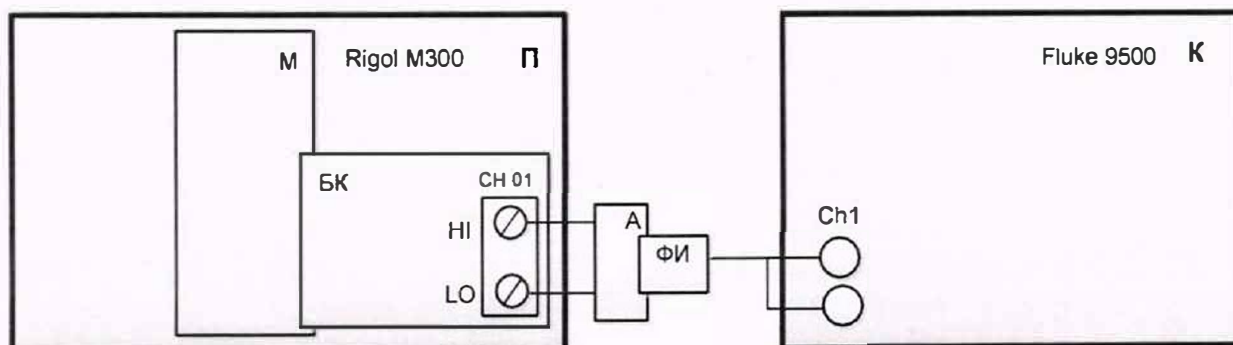 М Rigol M300 П
Fluke 9500 К
БК
CH 01
HI
LO
А
ФИ
Ch1